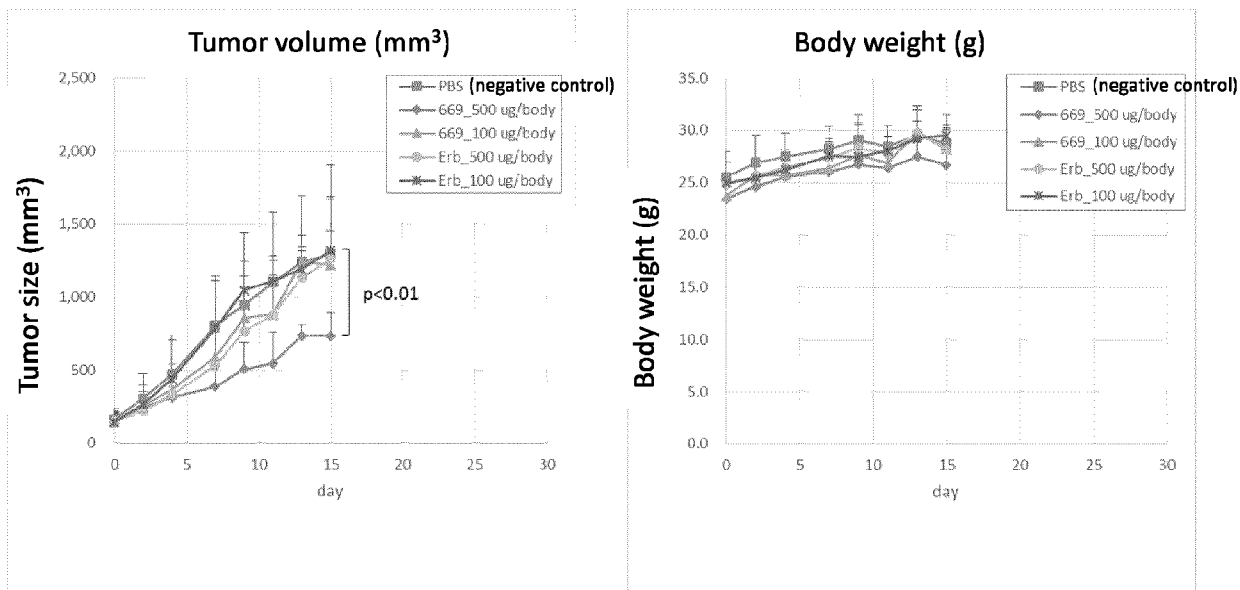 Tumor volume (mm³)
PBS (negative control)
669_500 ug/body
669_100 ug/body
Erb_500 ug/body
Erb_100 ug/body
2,500
2,000
1,500
1,000
500
0
Tumor size (mm³)
p<0.01
0 5 10 15 20 25 30
day
Body weight (g)
PBS (negative control)
669_500 ug/body
669_100 ug/body
Erb_500 ug/body
Erb_100 ug/body
35.0
30.0
25.0
20.0
15.0
10.0
5.0
0.0
Body weight (g)
0 5 10 15 20 25 30
day